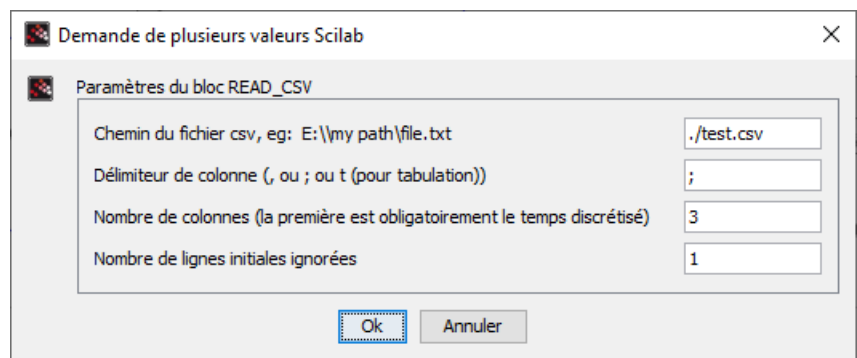 Demande de plusieurs valeurs Scilab
Paramètres du bloc READ_CSV
Chemin du fichier csv, eg: E:\\my path\file.txt ./test.csv
Délimiteur de colonne (, ou ; ou t (pour tabulation)) ;
Nombre de colonnes (la première est obligatoirement le temps discrétisé) 3
Nombre de lignes initiales ignorées 1
Ok Annuler